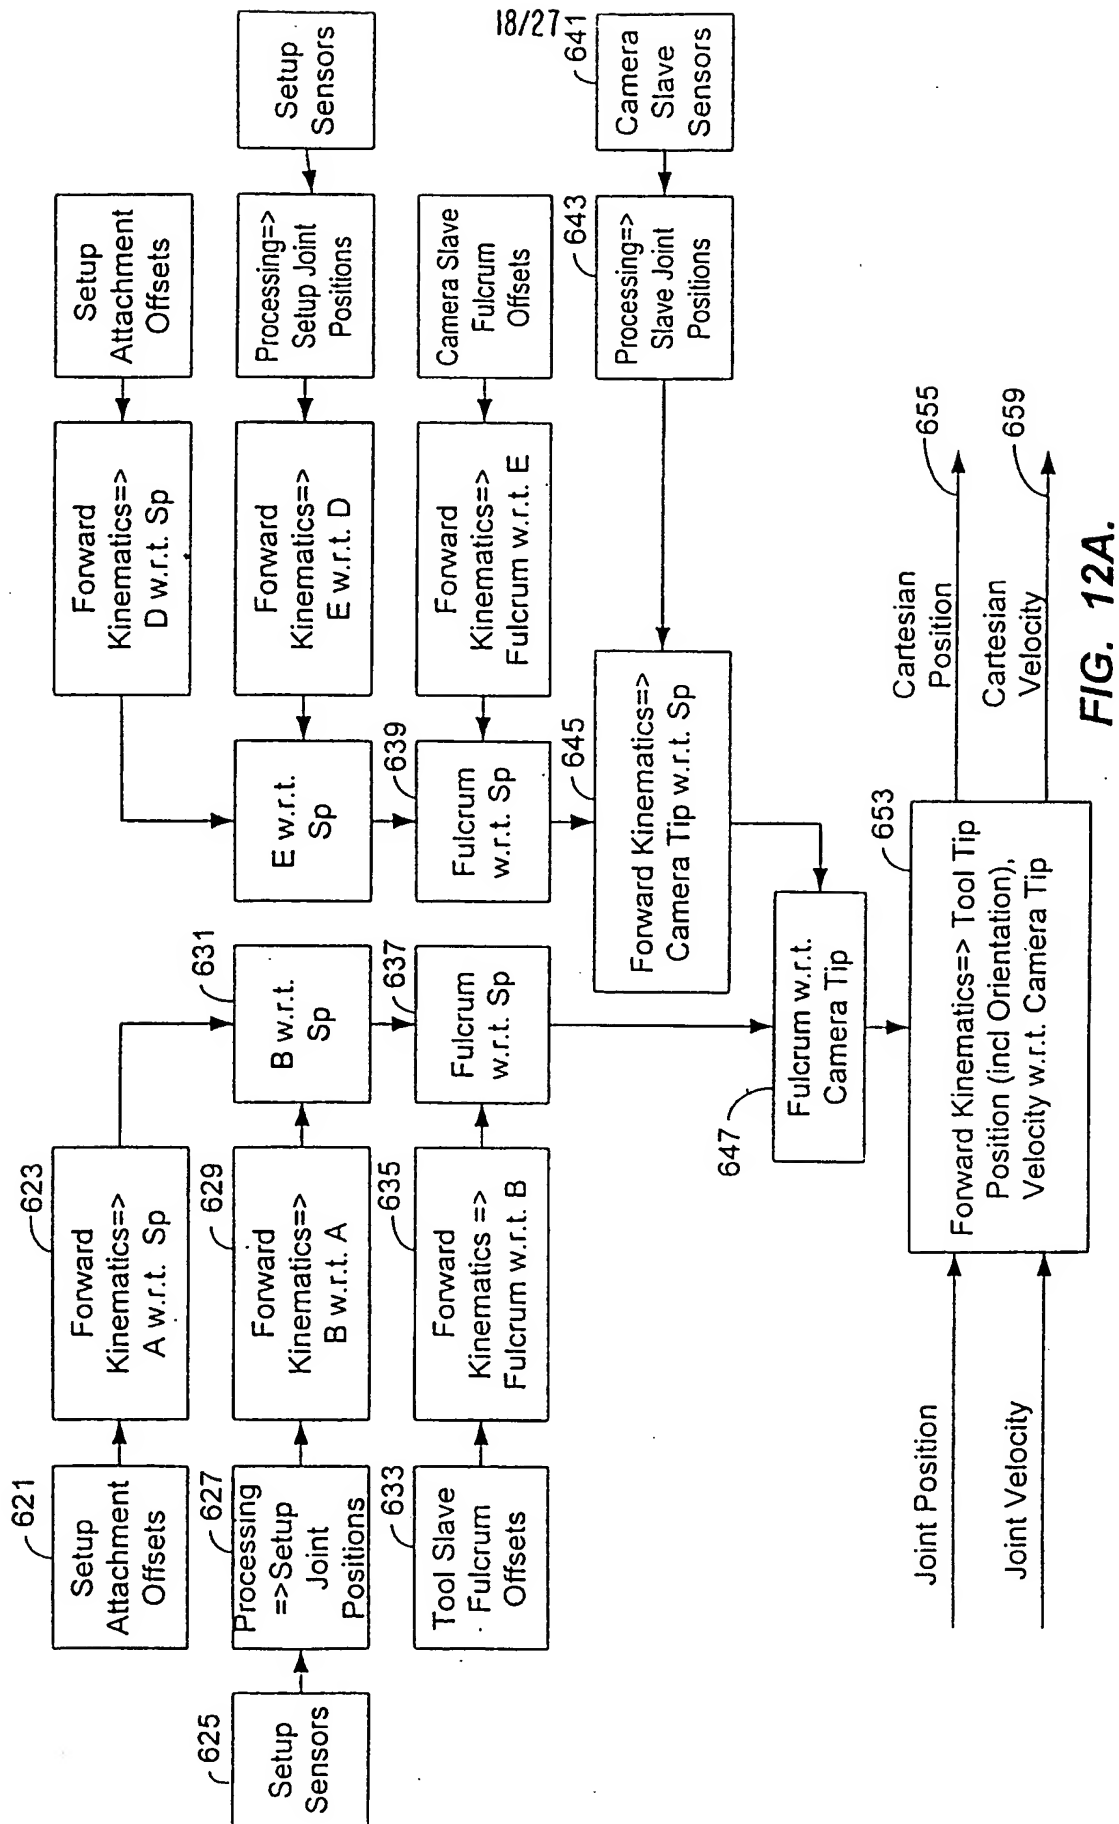 18/27
621
Setup
Attachment
Offsets
623
Forward
Kinematics=>
A w.r.t. Sp
Forward
Kinematics=>
D w.r.t. Sp
Setup
Attachment
Offsets
625
Setup
Sensors
627
Processing
=>Setup
Joint
Positions
629
Forward
Kinematics=>
B w.r.t. A
631
B w.r.t.
Sp
E w.r.t.
Sp
Forward
Kinematics=>
E w.r.t. D
Processing=>
Setup Joint
Positions
Setup
Sensors
633
Tool Slave
Fulcrum
Offsets
635
Forward
Kinematics =>
Fulcrum w.r.t. B
637
Fulcrum
w.r.t. Sp
639
Fulcrum
w.r.t. Sp
Forward
Kinematics=>
Fulcrum w.r.t. E
Camera Slave
Fulcrum
Offsets
645
Forward Kinematics=>
Camera Tip w.r.t. Sp
643
Processing=>
Slave Joint
Positions
641
Camera
Slave
Sensors
647
Fulcrum w.r.t.
Camera Tip
653
Forward Kinematics=> Tool Tip
Position (incl Orientation),
Velocity w.r.t. Camera Tip
Joint Position
Joint Velocity
Cartesian
Position
655
Cartesian
Velocity
659
FIG. 12A.